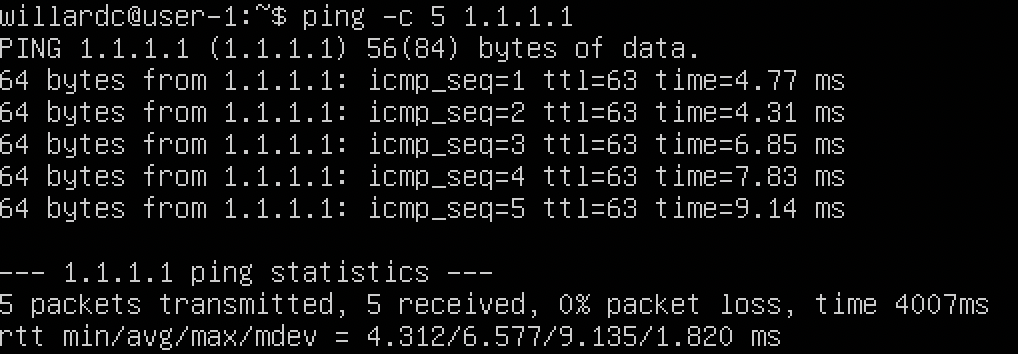 willardc@user-1:~$ ping -c 5 1.1.1.1
PING 1.1.1.1 (1.1.1.1) 56(84) bytes of data.
64 bytes from 1.1.1.1: icmp_seq=1 ttl=63 time=4.77 ms
64 bytes from 1.1.1.1: icmp_seq=2 ttl=63 time=4.31 ms
64 bytes from 1.1.1.1: icmp_seq=3 ttl=63 time=6.85 ms
64 bytes from 1.1.1.1: icmp_seq=4 ttl=63 time=7.83 ms
64 bytes from 1.1.1.1: icmp_seq=5 ttl=63 time=9.14 ms
--- 1.1.1.1 ping statistics ---
5 packets transmitted, 5 received, 0% packet loss, time 4007ms
rtt min/avg/max/mdev = 4.312/6.577/9.135/1.820 ms